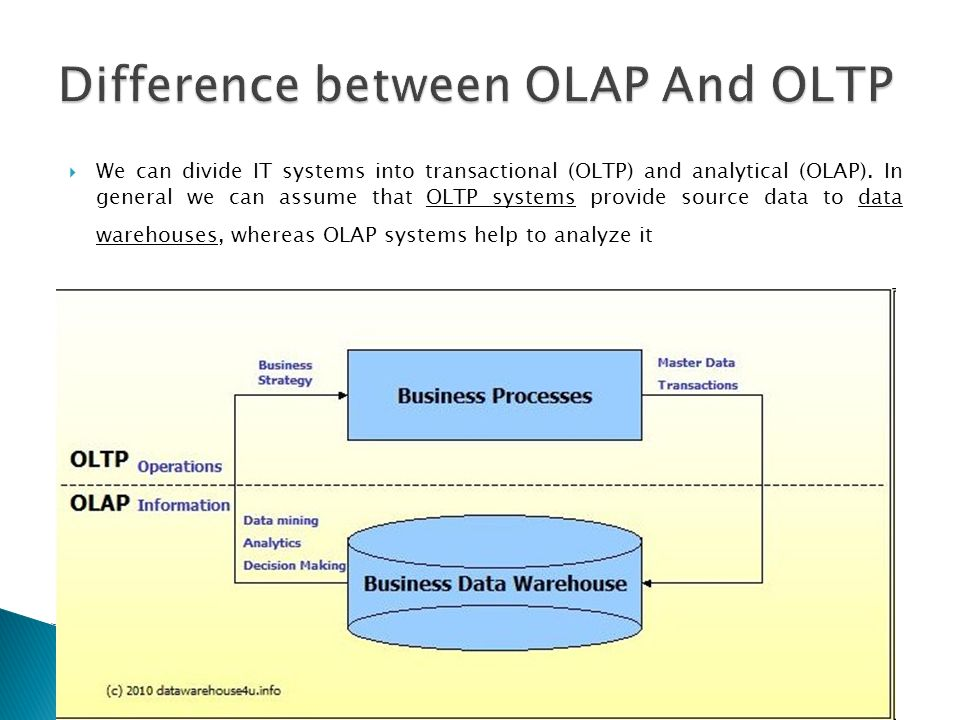 Difference between OLAP And OLTP
We can divide IT systems into transactional (OLTP) and analytical (OLAP). In
general we can assume that OLTP systems provide source data to data
warehouses, whereas OLAP systems help to analyze it
Business
Strategy
Business Processes
Master Data
Transactions
OLTP Operations
OLAP Information
Data mining
Analytics
Decision Making
Business Data Warehouse
(c) 2010 datawarehouse4u.info